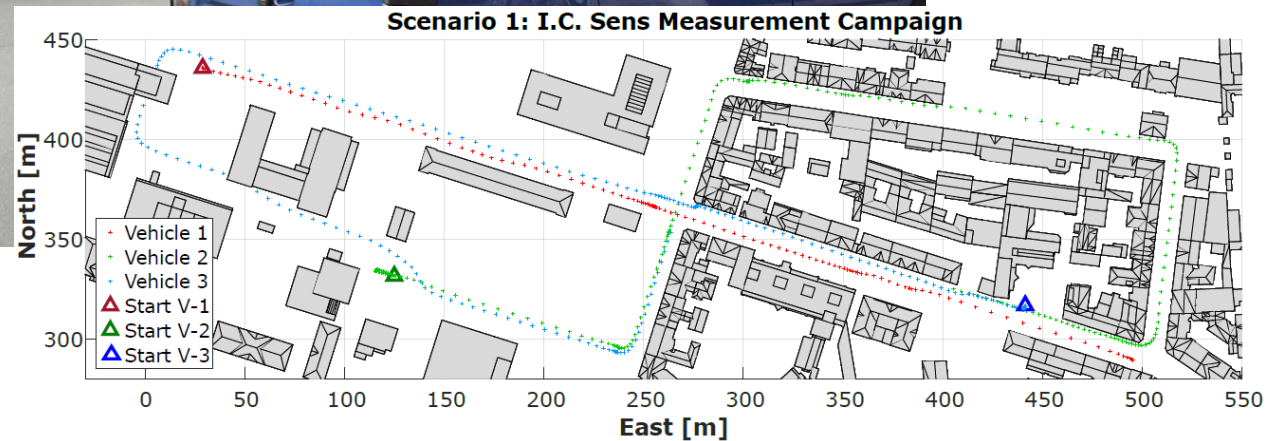 Scenario 1: I.C. Sens Measurement Campaign
450
400
350
300
North [m]
Vehicle 1
Vehicle 2
Vehicle 3
Start V-1
Start V-2
Start V-3
0 50 100 150 200 250 300 350 400 450 500 550
East [m]